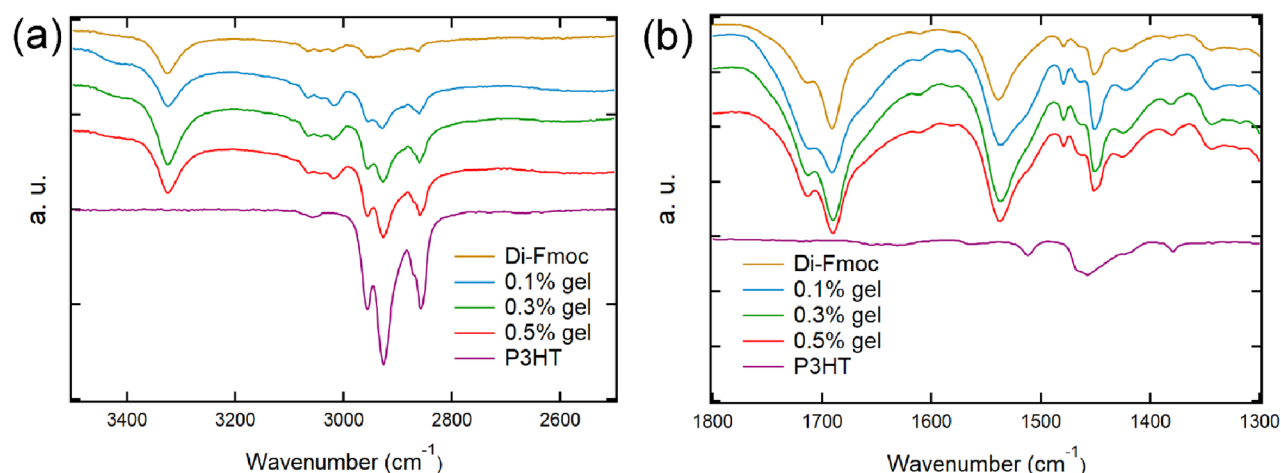 (a)
a. u.
Di-Fmoc
0.1% gel
0.3% gel
0.5% gel
P3HT
3400 3200 3000 2800 2600
Wavenumber (cm-1)
(b)
a. u.
Di-Fmoc
0.1% gel
0.3% gel
0.5% gel
P3HT
1800 1700 1600 1500 1400 1300
Wavenumber (cm-1)